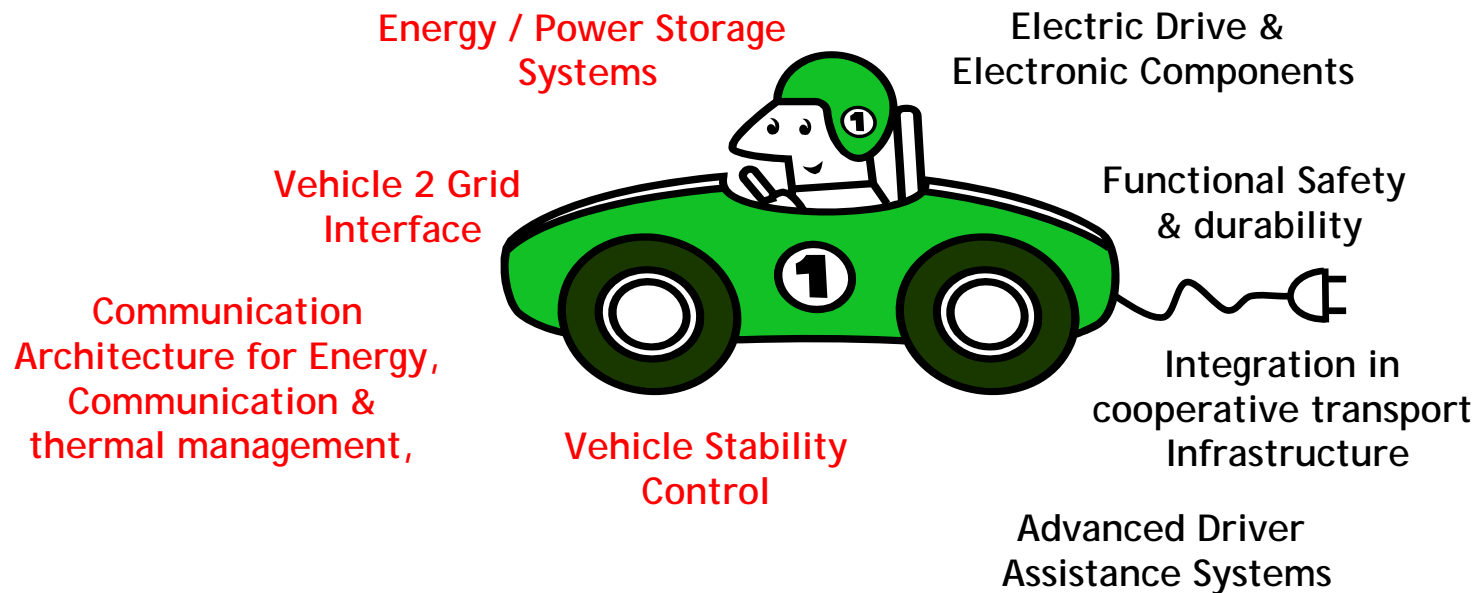 Energy / Power Storage
Systems
Electric Drive &
Electronic Components
1
Vehicle 2 Grid
Interface
Functional Safety
& durability
1
Communication
Architecture for Energy,
Communication &
thermal management,
Integration in
cooperative transport
Infrastructure
Vehicle Stability
Control
Advanced Driver
Assistance Systems